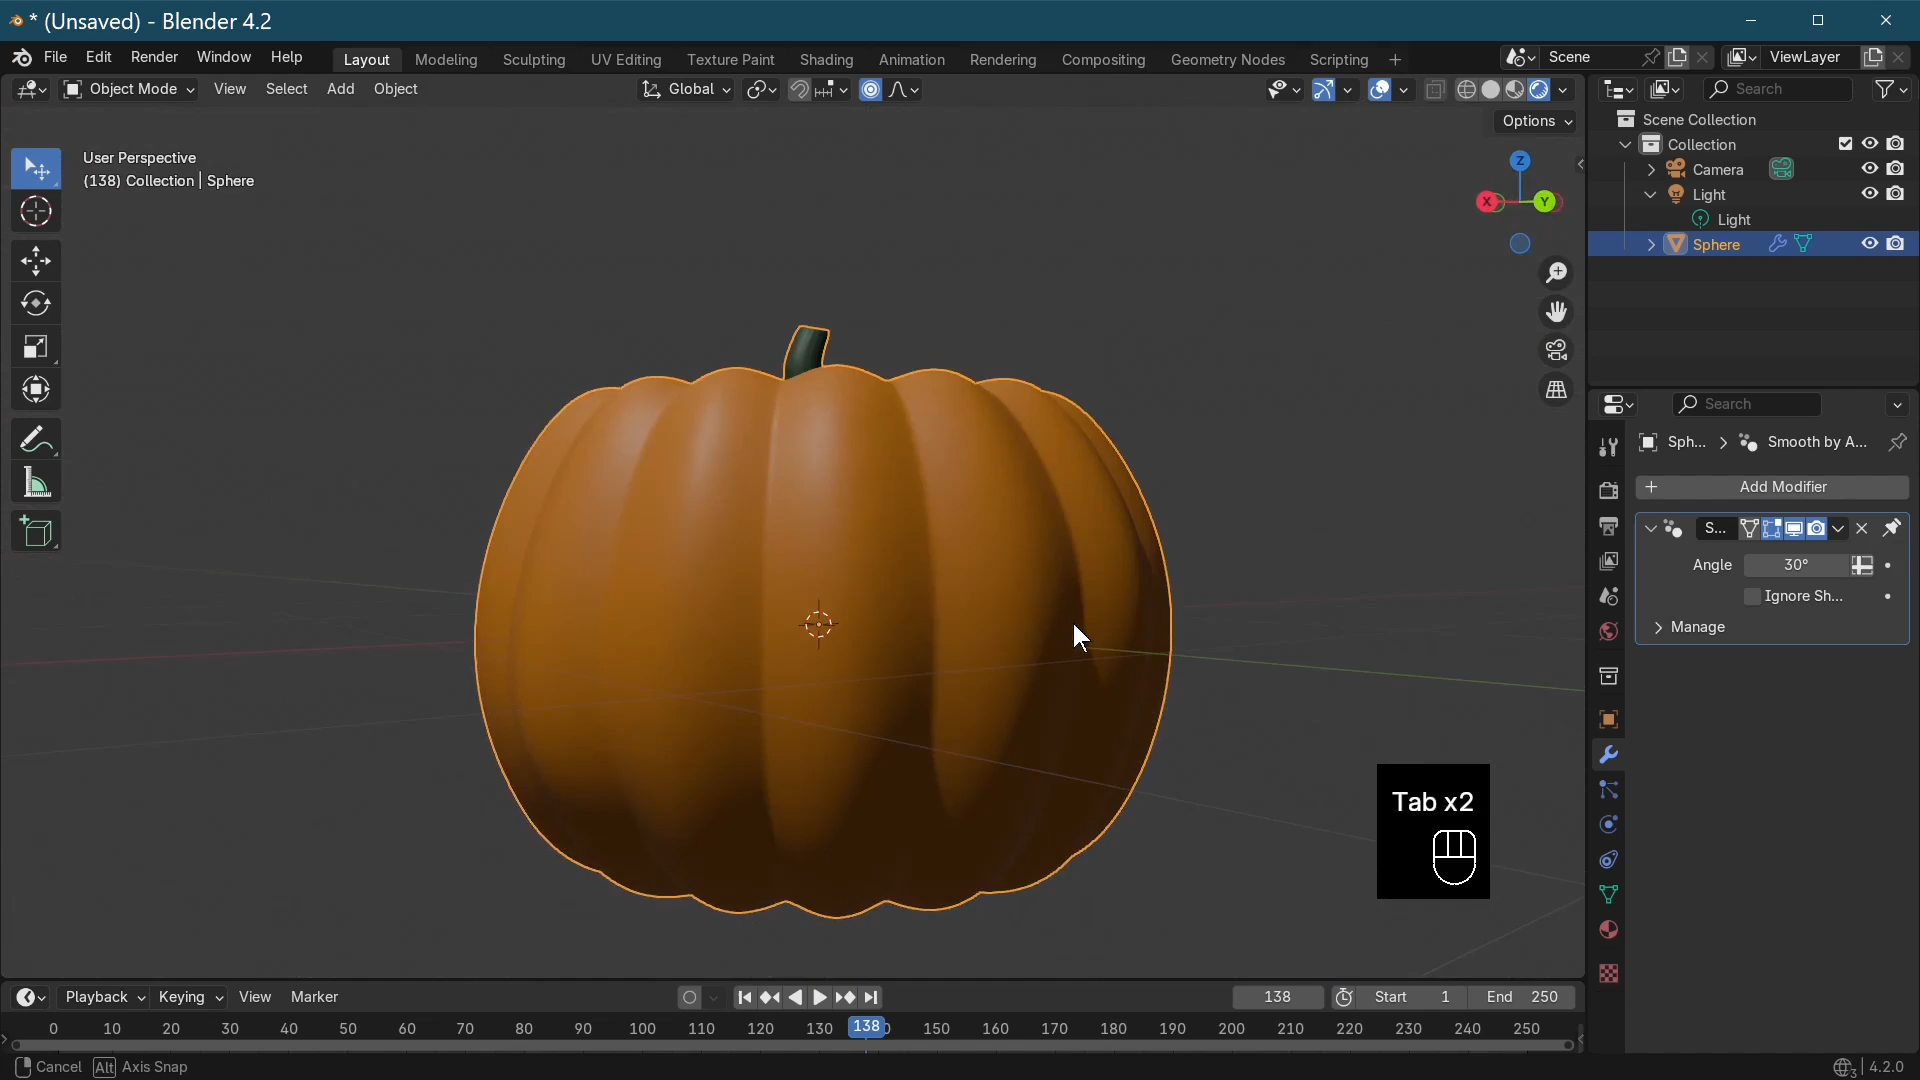 * (Unsaved) - Blender 4.2
File Edit Render Window Help Layout Modeling Sculpting UV Editing Texture Paint Shading Animation Rendering Compositing Geometry Nodes Scripting + Scene ViewLayer
Object Mode View Select Add Object Global Search
Options
Scene Collection
Collection
Camera
Light
Light
Sphere
User Perspective
(138) Collection | Sphere
Z
X
Y
Search
Sph... > Smooth by A...
+ Add Modifier
S...
Angle 30°
Ignore Sh...
Manage
Tab x2
Playback Keying View Marker 138 Start 1 End 250
0 10 20 30 40 50 60 70 80 90 100 110 120 130 138 150 160 170 180 190 200 210 220 230 240 250
Cancel Alt Axis Snap 3 4.2.0